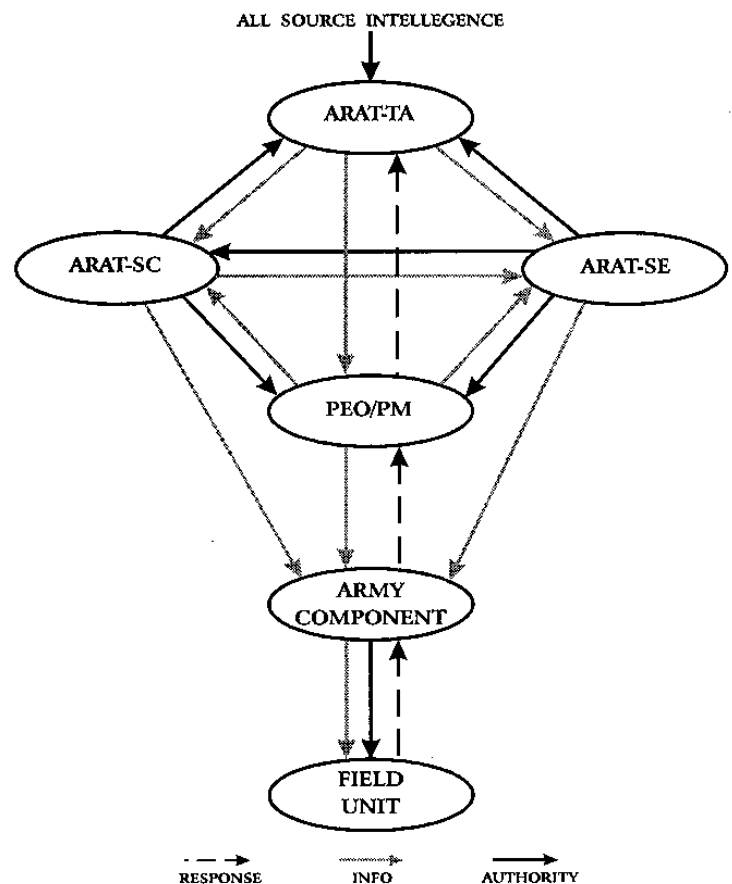 ALL SOURCE INTELLEGENCE
ARAT-TA
ARAT-SC
ARAT-SE
PEO/PM
ARMY
COMPONENT
FIELD
UNIT
RESPONSE
INFO
AUTHORITY